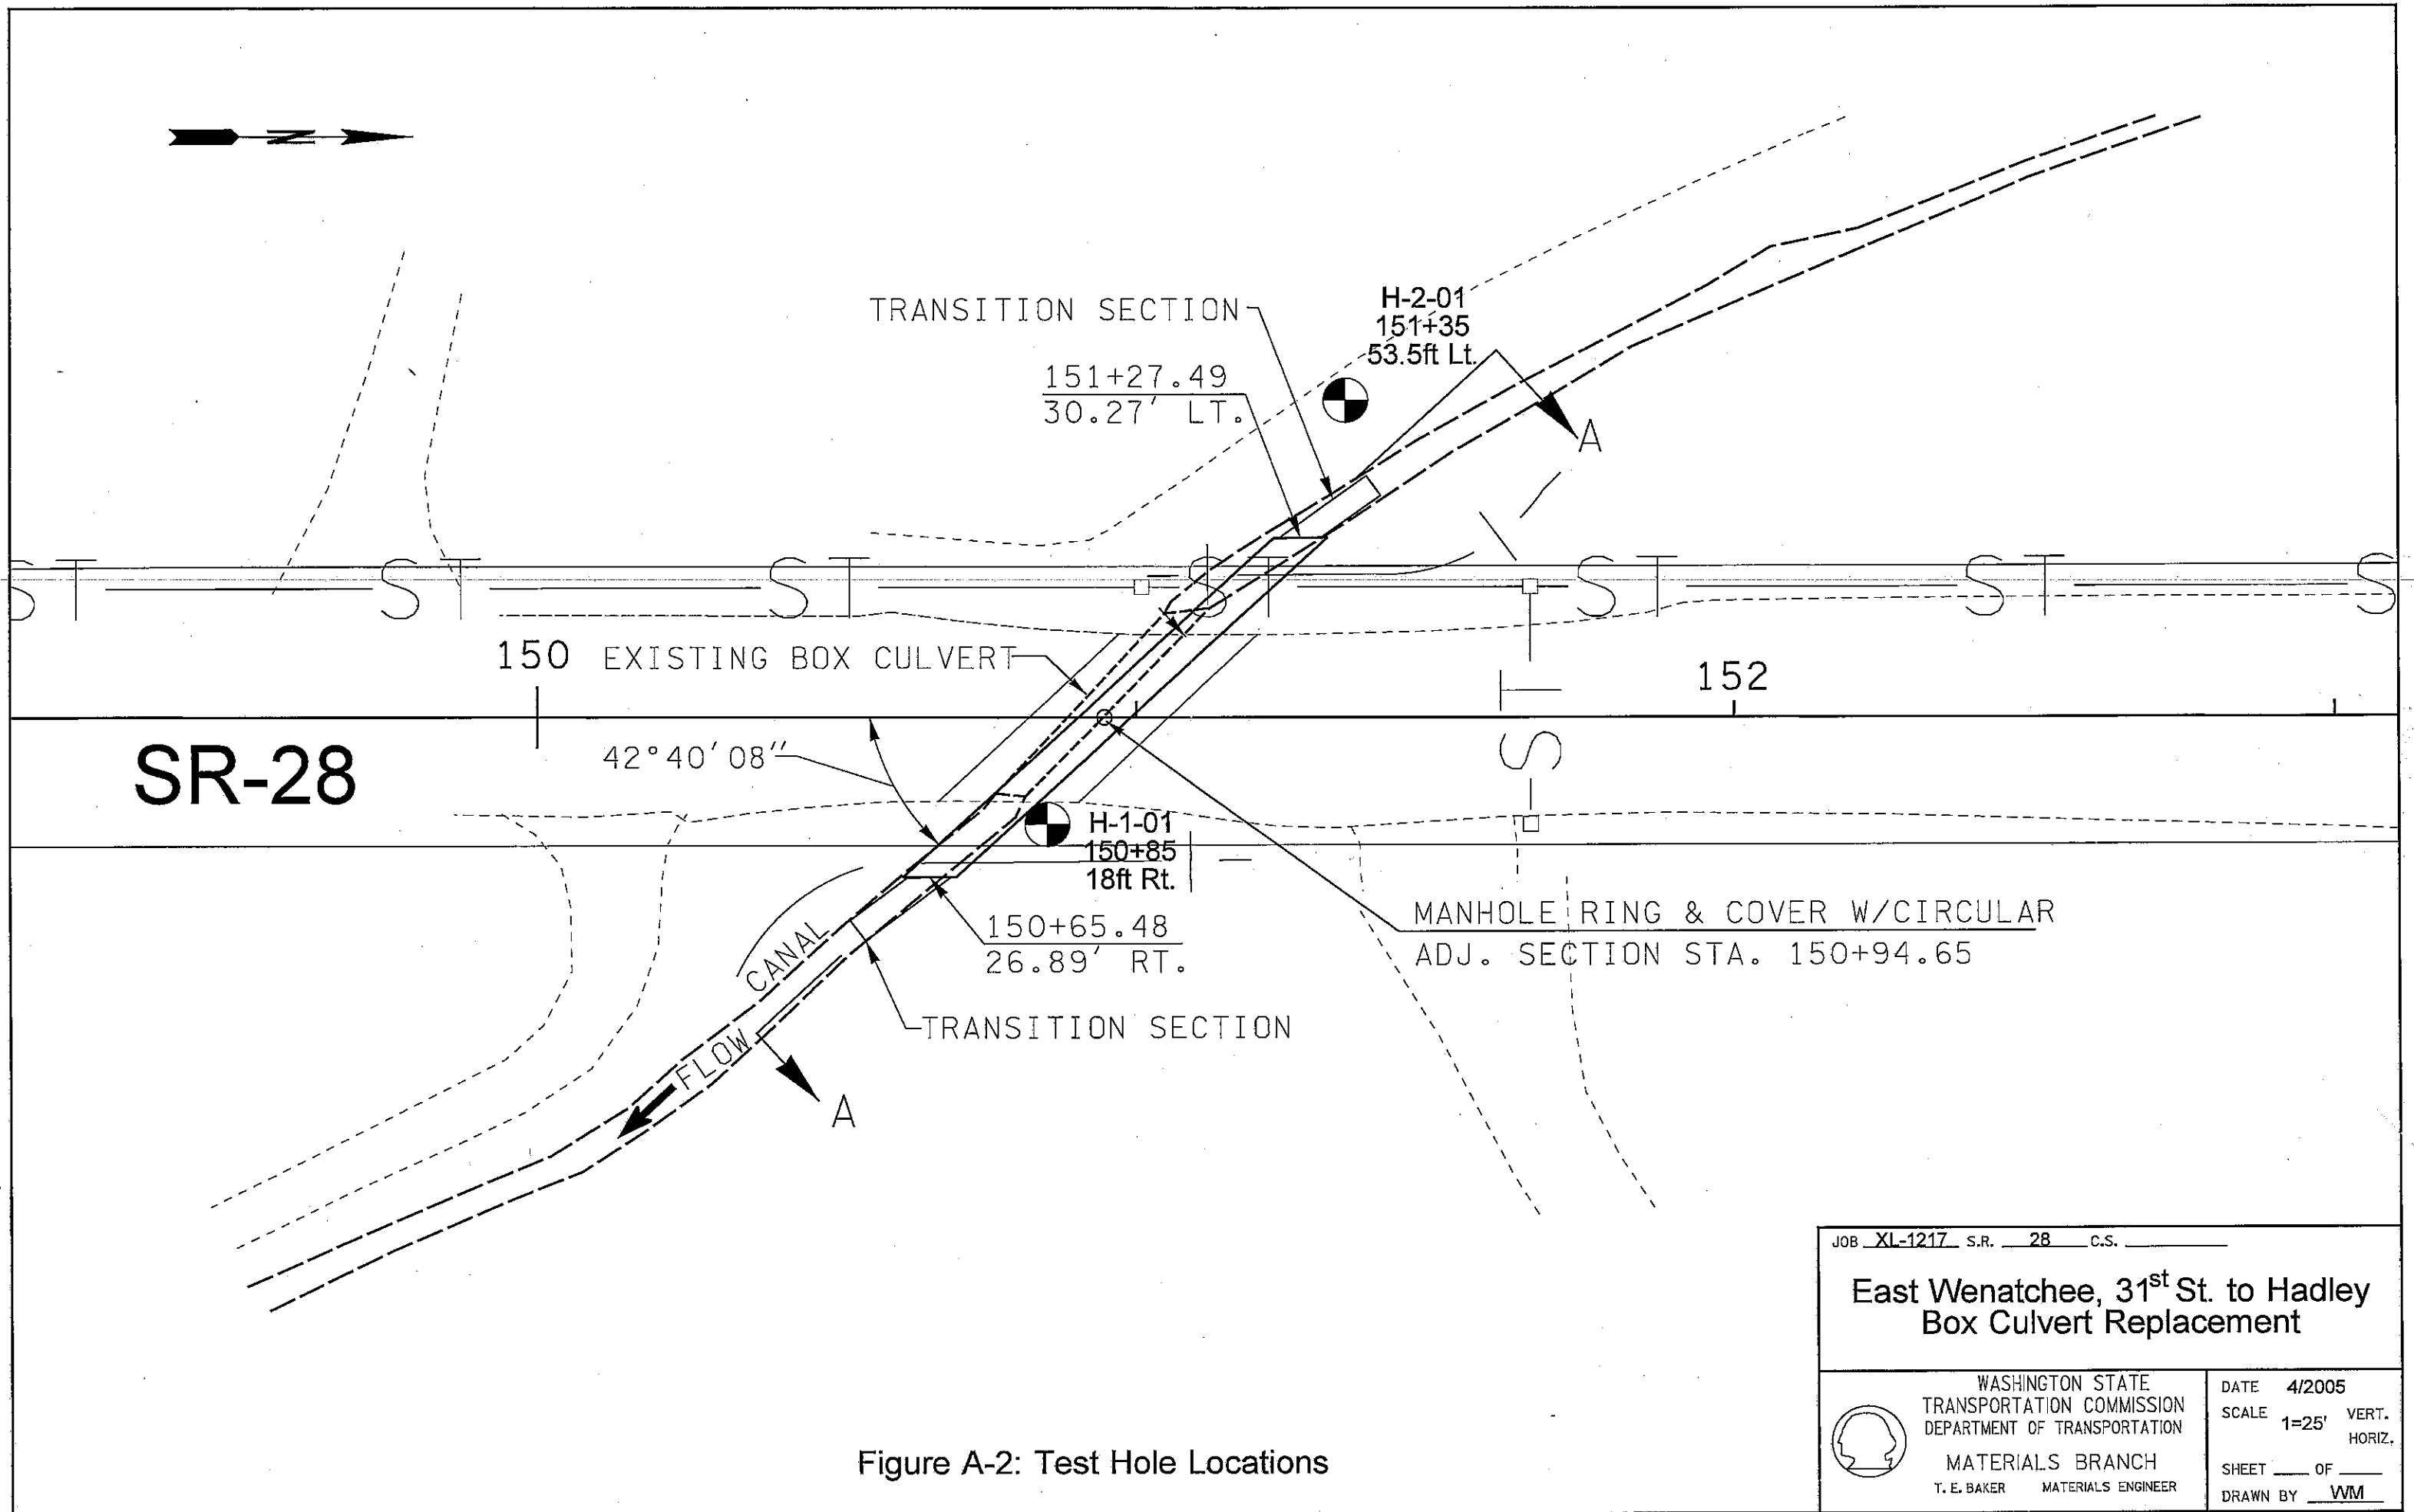 N
TRANSITION SECTION
H-2-01
151+35
53.5ft Lt.
151+27.49
30.27' LT.
A
ST
ST
ST
ST
ST
ST
S
150
EXISTING BOX CULVERT
152
ST
SR-28
42°40'08"
H-1-01
150+85
18ft Rt.
150+65.48
26.89' RT.
MANHOLE RING & COVER W/CIRCULAR
ADJ. SECTION STA. 150+94.65
CANAL
TRANSITION SECTION
FLOW
A
JOB XL-1217 S.R. 28 C.S.
East Wenatchee, 31st St. to Hadley
Box Culvert Replacement
WASHINGTON STATE
TRANSPORTATION COMMISSION
DEPARTMENT OF TRANSPORTATION
MATERIALS BRANCH
T. E. BAKER MATERIALS ENGINEER
DATE 4/2005
SCALE 1=25' VERT.
HORIZ.
SHEET OF
DRAWN BY WM
Figure A-2: Test Hole Locations